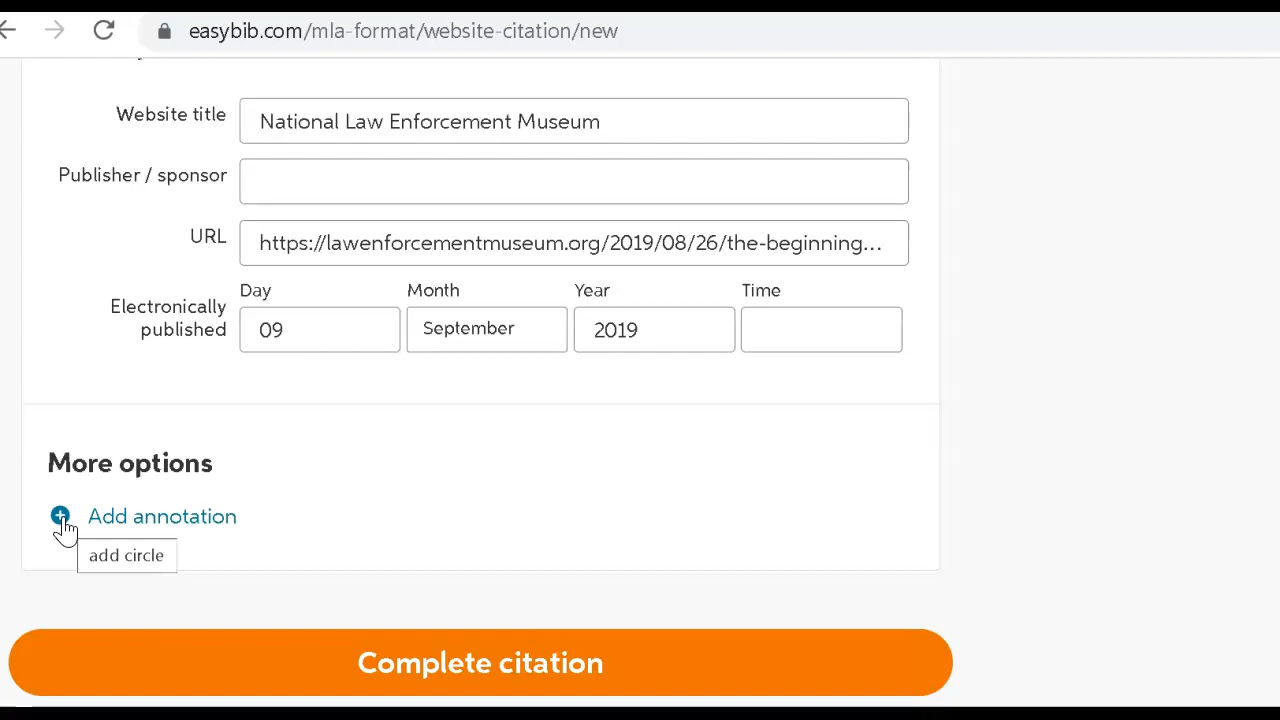 easybib.com/mla-format/website-citation/new
Website title
National Law Enforcement Museum
Publisher / sponsor
URL
https://lawenforcementmuseum.org/2019/08/26/the-beginning...
Electronically
published
Day
Month
Year
Time
09
September
2019
More options
Add annotation
add circle
Complete citation